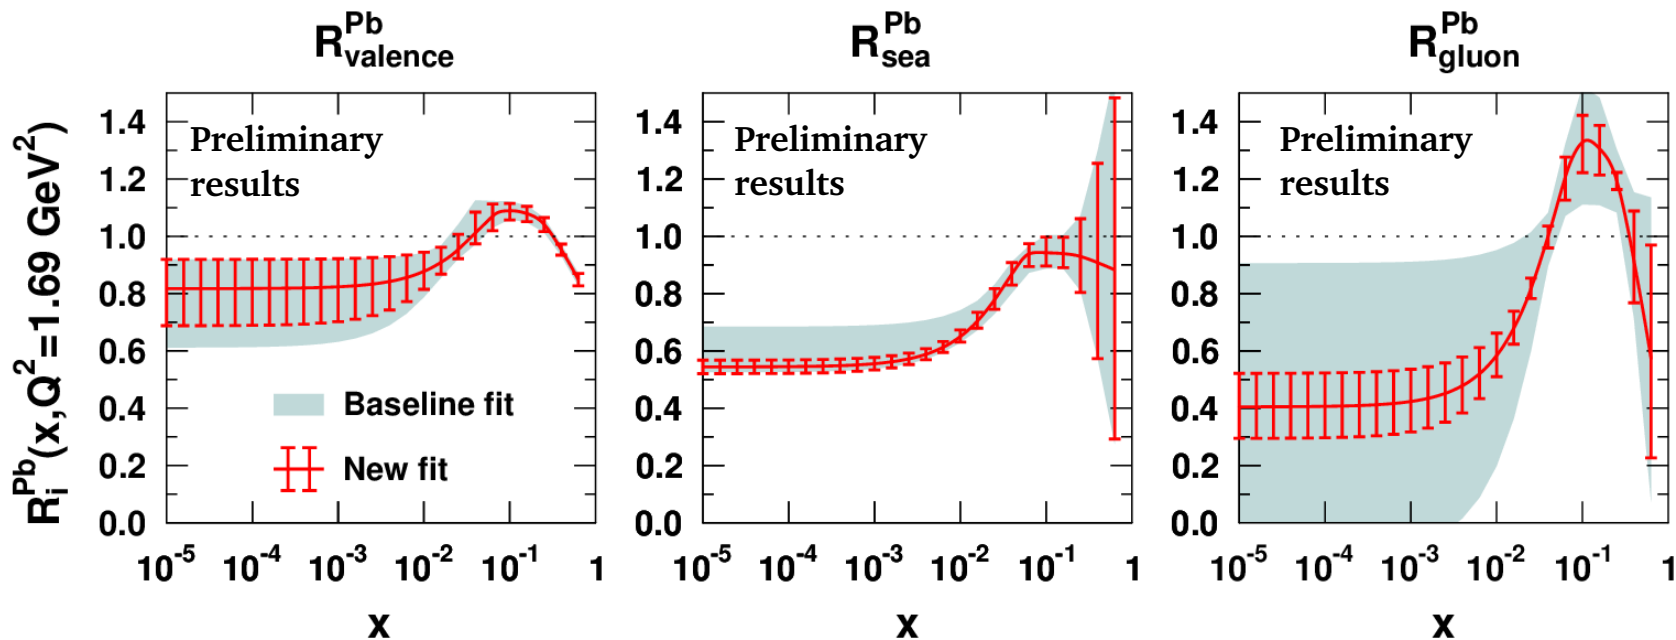 R^Pb_valence
R^Pb_sea
R^Pb_gluon
R_i^Pb(x,Q^2=1.69 GeV^2)
1.4
1.2
1.0
0.8
0.6
0.4
0.2
0.0
Preliminary
results
Baseline fit
New fit
10^-5 10^-4 10^-3 10^-2 10^-1 1
x
1.4
1.2
1.0
0.8
0.6
0.4
0.2
0.0
Preliminary
results
10^-5 10^-4 10^-3 10^-2 10^-1 1
x
1.4
1.2
1.0
0.8
0.6
0.4
0.2
0.0
Preliminary
results
10^-5 10^-4 10^-3 10^-2 10^-1 1
x